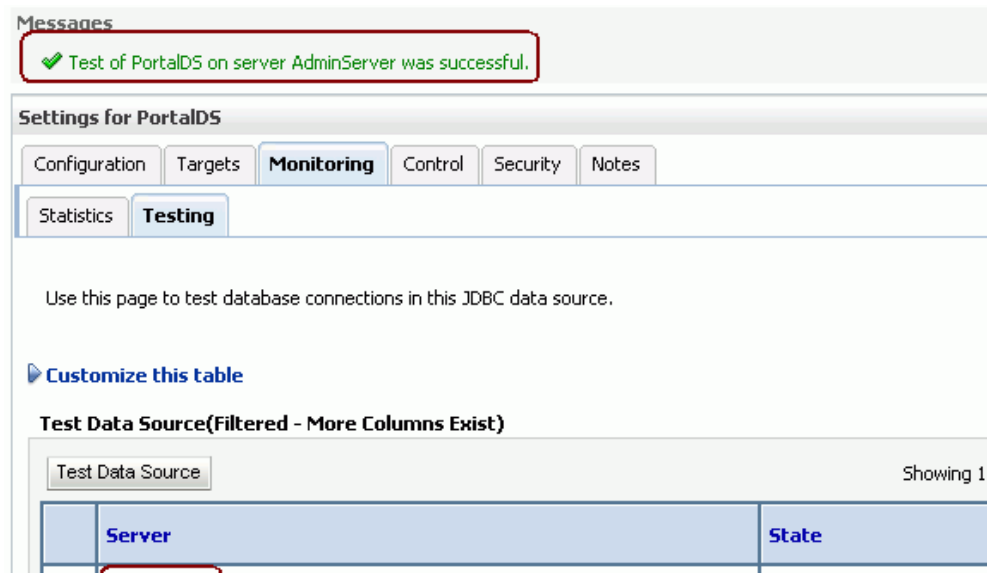 Messages
Test of PortalDS on server AdminServer was successful.
Settings for PortalDS
Configuration Targets Monitoring Control Security Notes
Statistics Testing
Use this page to test database connections in this JDBC data source.
Customize this table
Test Data Source(Filtered - More Columns Exist)
Test Data Source Showing 1
Server State